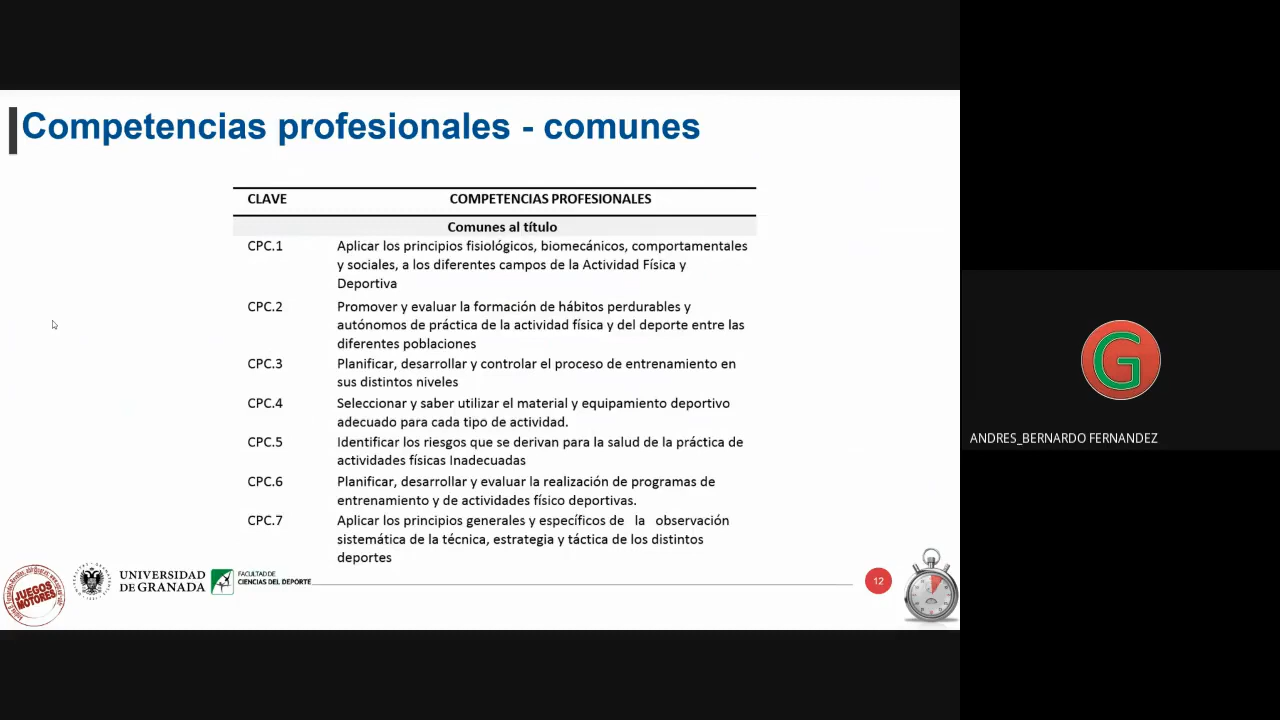 Competencias profesionales - comunes
CLAVE COMPETENCIAS PROFESIONALES
Comunes al título
CPC.1 Aplicar los principios fisiológicos, biomecánicos, comportamentales
y sociales, a los diferentes campos de la Actividad Física y
Deportiva
CPC.2 Promover y evaluar la formación de hábitos perdurables y
autónomos de práctica de la actividad física y del deporte entre las
diferentes poblaciones
CPC.3 Planificar, desarrollar y controlar el proceso de entrenamiento en
sus distintos niveles
CPC.4 Seleccionar y saber utilizar el material y equipamiento deportivo
adecuado para cada tipo de actividad.
CPC.5 Identificar los riesgos que se derivan para la salud de la práctica de
actividades físicas Inadecuadas
CPC.6 Planificar, desarrollar y evaluar la realización de programas de
entrenamiento y de actividades físico deportivas.
CPC.7 Aplicar los principios generales y específicos de la observación
sistemática de la técnica, estrategia y táctica de los distintos
deportes
JUEGOS
MOTORES
UNIVERSIDAD
DE GRANADA
FACULTAD DE
CIENCIAS DEL DEPORTE
12
G
ANDRES_BERNARDO FERNANDEZ